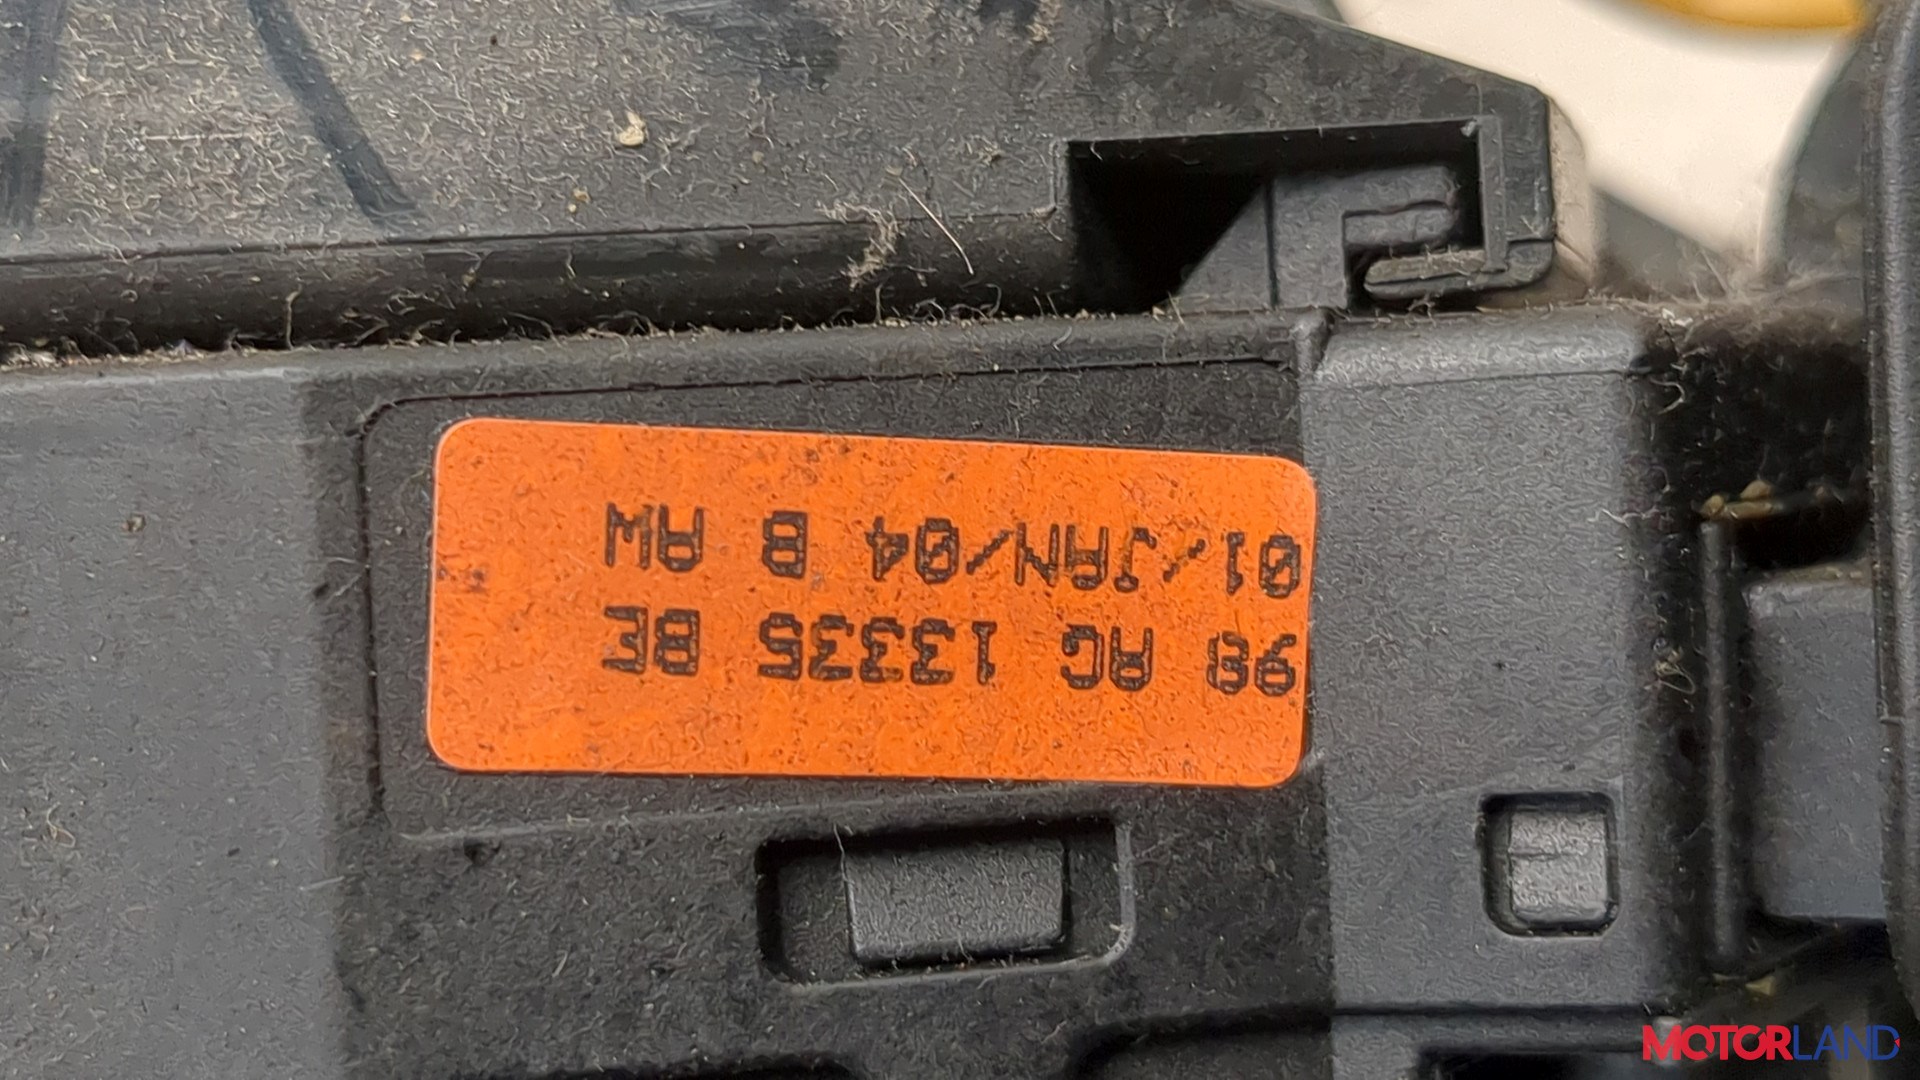 98 AG 13335 BE
01/JAN/04 B AW
MOTORLAND